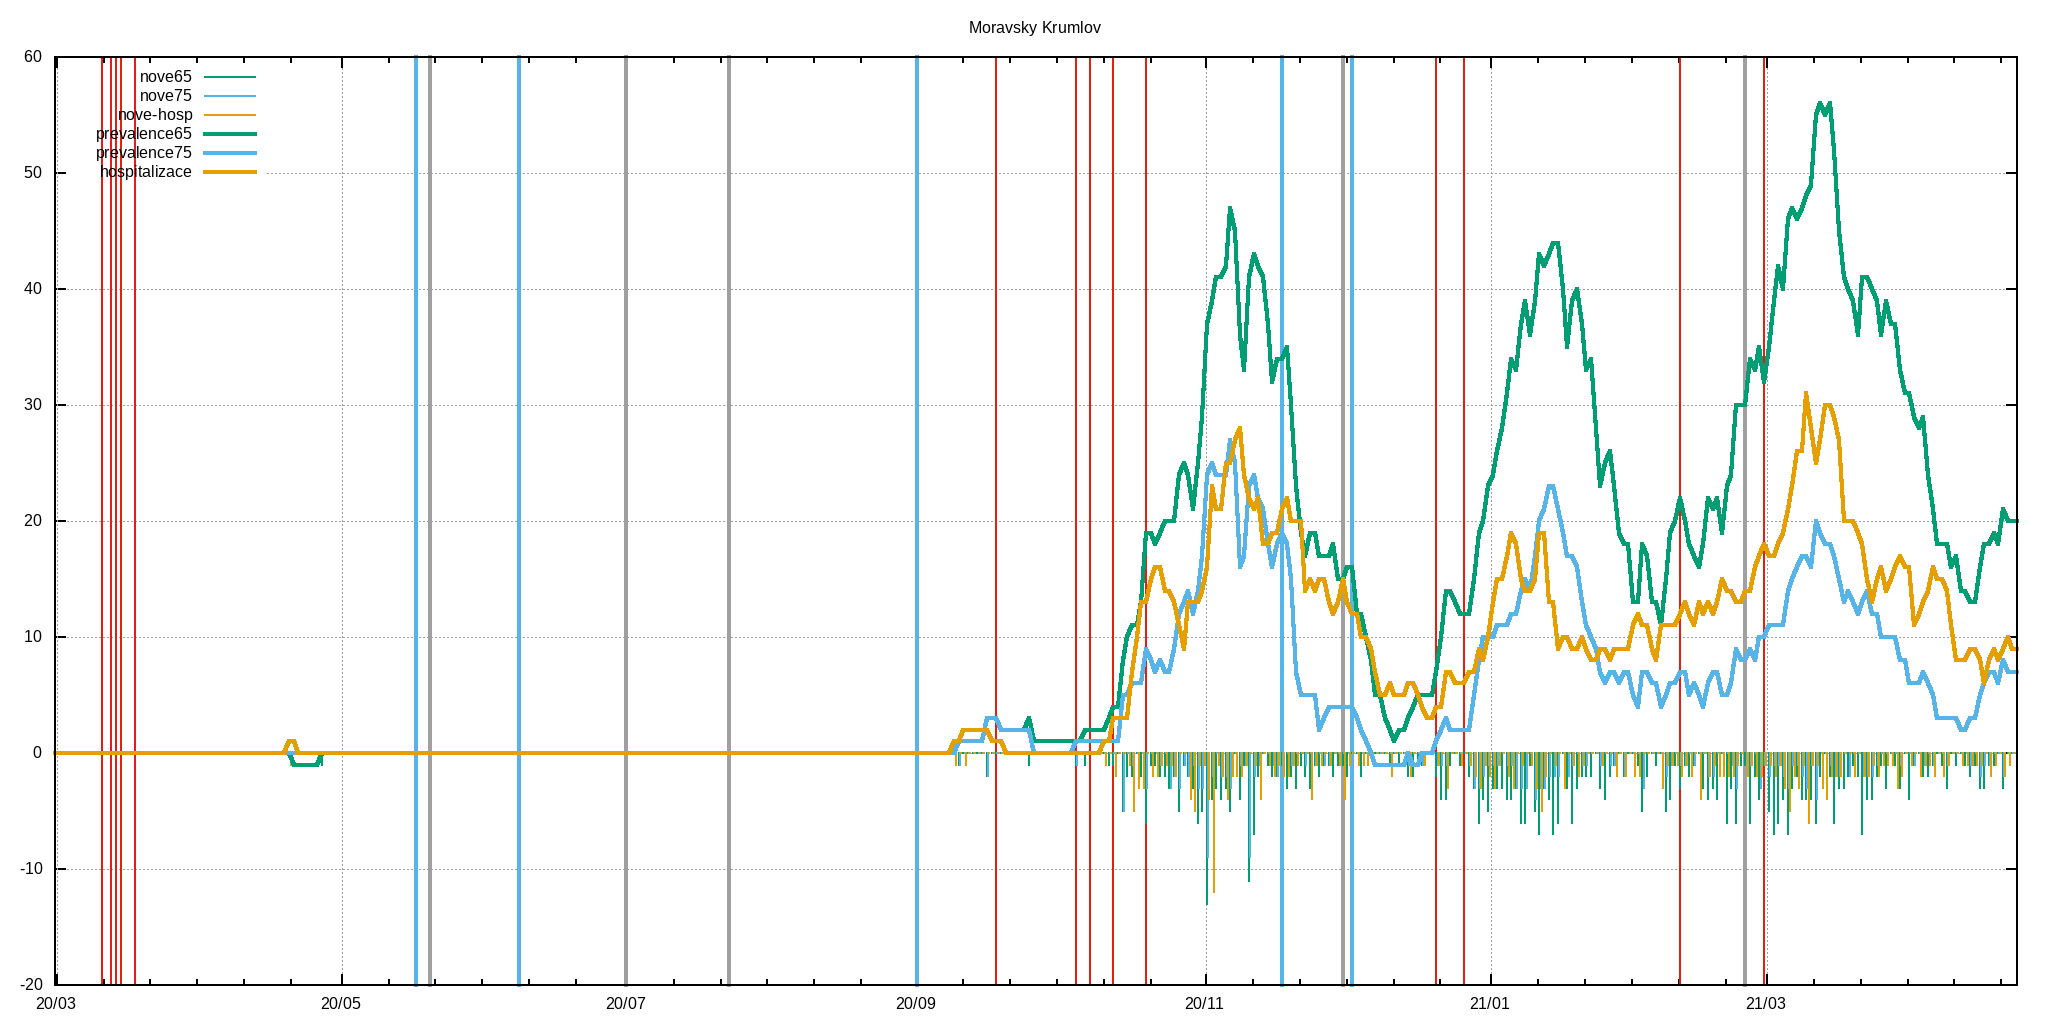 Moravsky Krumlov
60
50
40
30
20
10
0
-10
-20
nove65
nove75
nove-hosp
prevalence65
prevalence75
hospitalizace
20/03 20/05 20/07 20/09 20/11 21/01 21/03